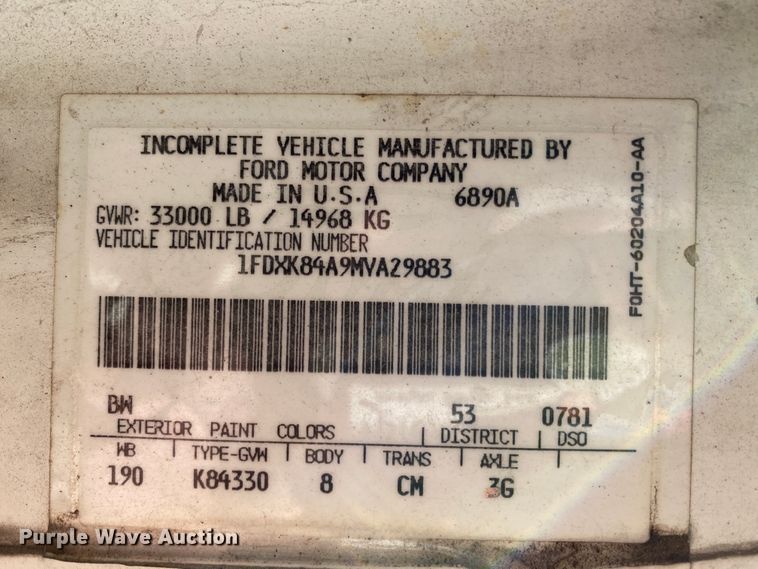 INCOMPLETE VEHICLE MANUFACTURED BY
FORD MOTOR COMPANY
MADE IN U.S.A 6890A
GVWR: 33000 LB / 14968 KG
VEHICLE IDENTIFICATION NUMBER
1FDXK84A9MVA29883
F0HT-60204A10-AA
BW 53 0781
EXTERIOR PAINT COLORS DISTRICT DSO
WB TYPE-GVW BODY TRANS AXLE
190 K84330 8 CM 3G
Purple Wave Auction